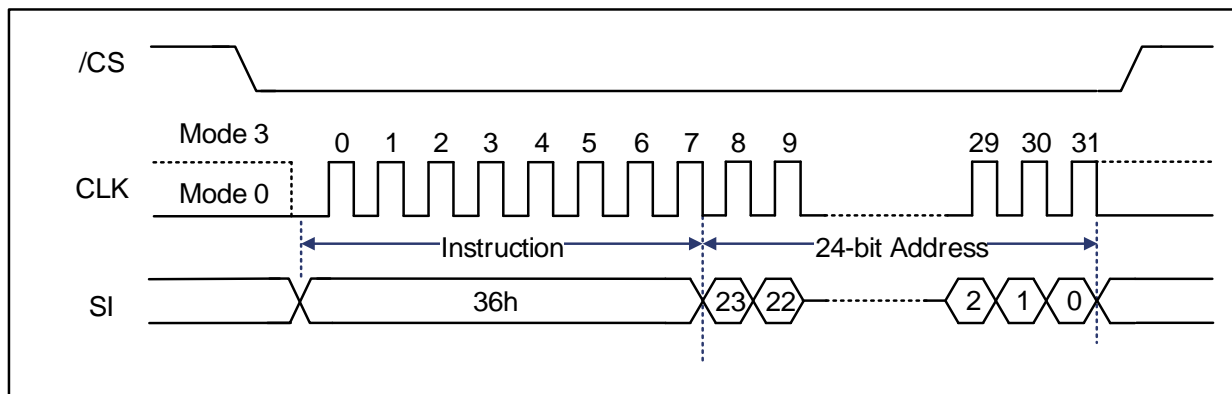 /CS
Mode 3
0 1 2 3 4 5 6 7 8 9 29 30 31
CLK
Mode 0
Instruction 24-bit Address
SI
36h 23 22 2 1 0